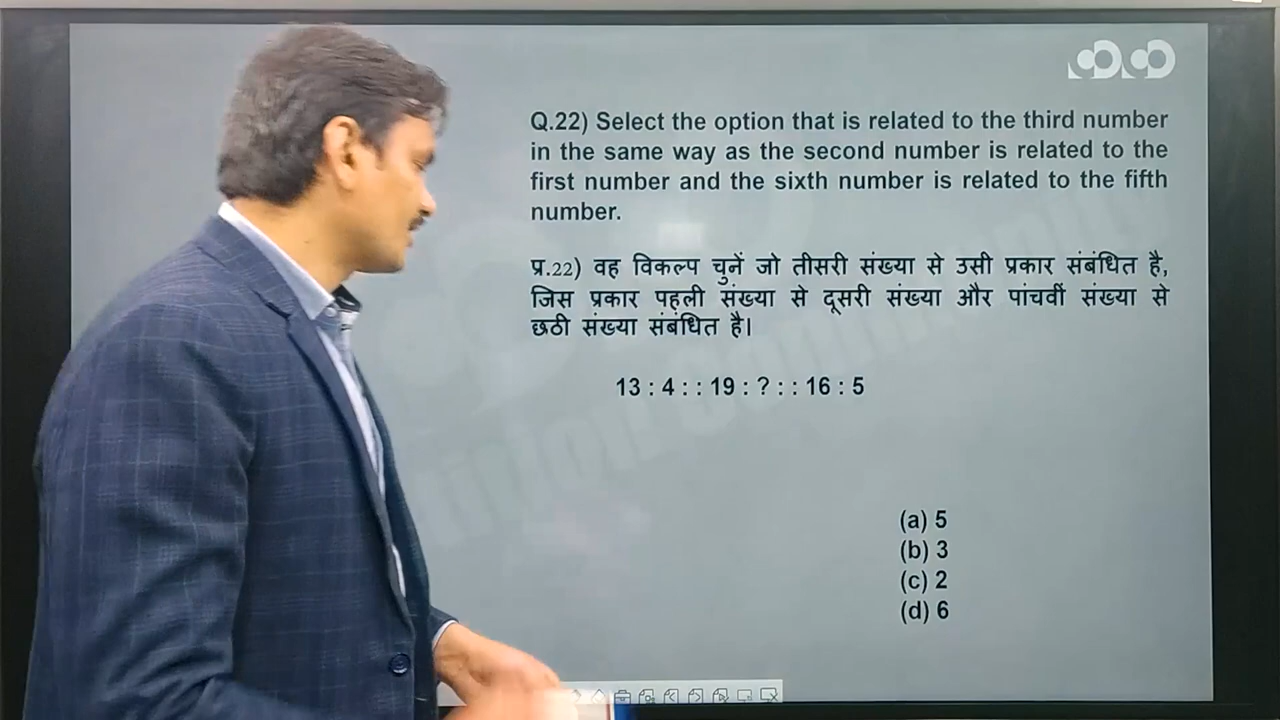 Q.22) Select the option that is related to the third number
in the same way as the second number is related to the
first number and the sixth number is related to the fifth
number.
प्र.22) वह विकल्प चुनें जो तीसरी संख्या से उसी प्रकार संबंधित है,
जिस प्रकार पहली संख्या से दूसरी संख्या और पांचवीं संख्या से
छठी संख्या संबंधित है।
13 : 4 : : 19 : ? : : 16 : 5
(a) 5
(b) 3
(c) 2
(d) 6